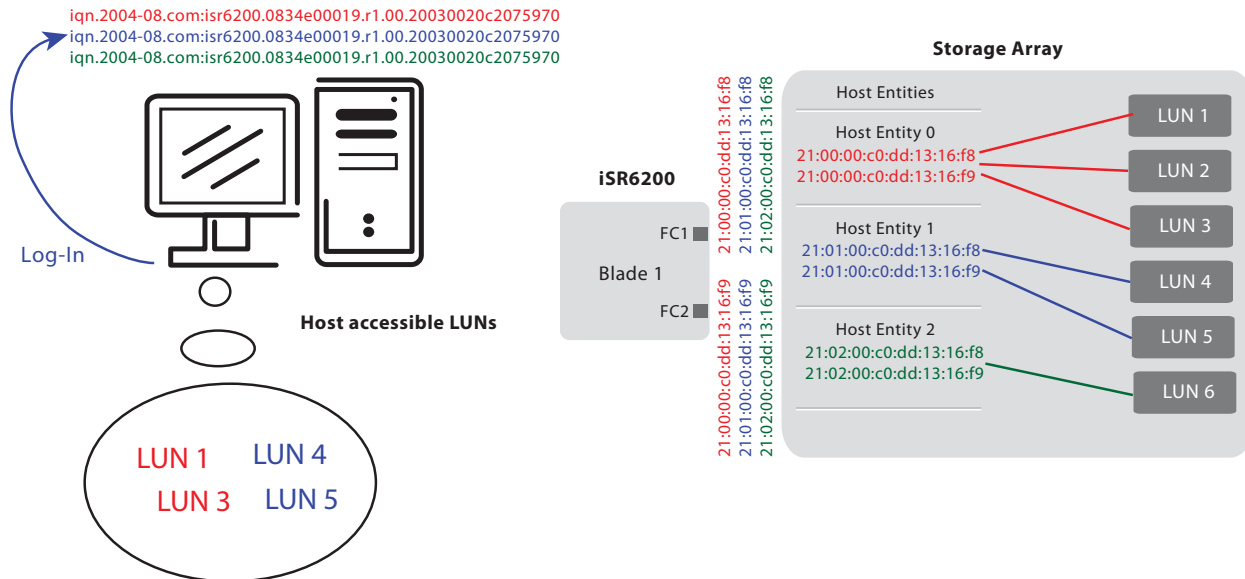 iqn.2004-08.com:isr6200.0834e00019.r1.00.20030020c2075970
iqn.2004-08.com:isr6200.0834e00019.r1.00.20030020c2075970
iqn.2004-08.com:isr6200.0834e00019.r1.00.20030020c2075970
Log-In
Host accessible LUNs
LUN 1
LUN 4
LUN 3
LUN 5
iSR6200
FC1
Blade 1
FC2
21:00:00:c0:dd:13:16:f8
21:01:00:c0:dd:13:16:f8
21:02:00:c0:dd:13:16:f8
21:00:00:c0:dd:13:16:f9
21:01:00:c0:dd:13:16:f9
21:02:00:c0:dd:13:16:f9
Storage Array
Host Entities
Host Entity 0
21:00:00:c0:dd:13:16:f8
21:00:00:c0:dd:13:16:f9
Host Entity 1
21:01:00:c0:dd:13:16:f8
21:01:00:c0:dd:13:16:f9
Host Entity 2
21:02:00:c0:dd:13:16:f8
21:02:00:c0:dd:13:16:f9
LUN 1
LUN 2
LUN 3
LUN 4
LUN 5
LUN 6